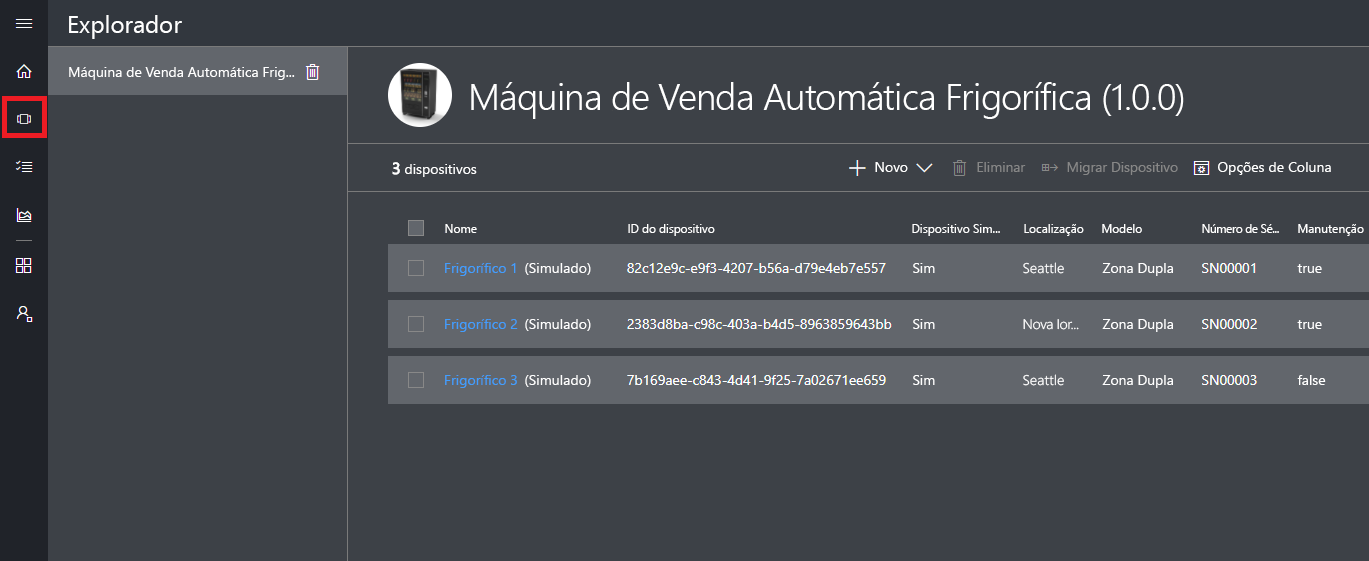 Explorador
Máquina de Venda Automática Frig...
Máquina de Venda Automática Frigorífica (1.0.0)
3 dispositivos
Novo
Eliminar
Migrar Dispositivo
Opções de Coluna
Nome ID do dispositivo Dispositivo Sim... Localização Modelo Número de Sé... Manutenção
Frigorífico 1 (Simulado) 82c12e9c-e9f3-4207-b56a-d79e4eb7e557 Sim Seattle Zona Dupla SN00001 true
Frigorífico 2 (Simulado) 2383d8ba-c98c-403a-b4d5-8963859643bb Sim Nova Ior... Zona Dupla SN00002 true
Frigorífico 3 (Simulado) 7b169aee-c843-4d41-9f25-7a02671ee659 Sim Seattle Zona Dupla SN00003 false